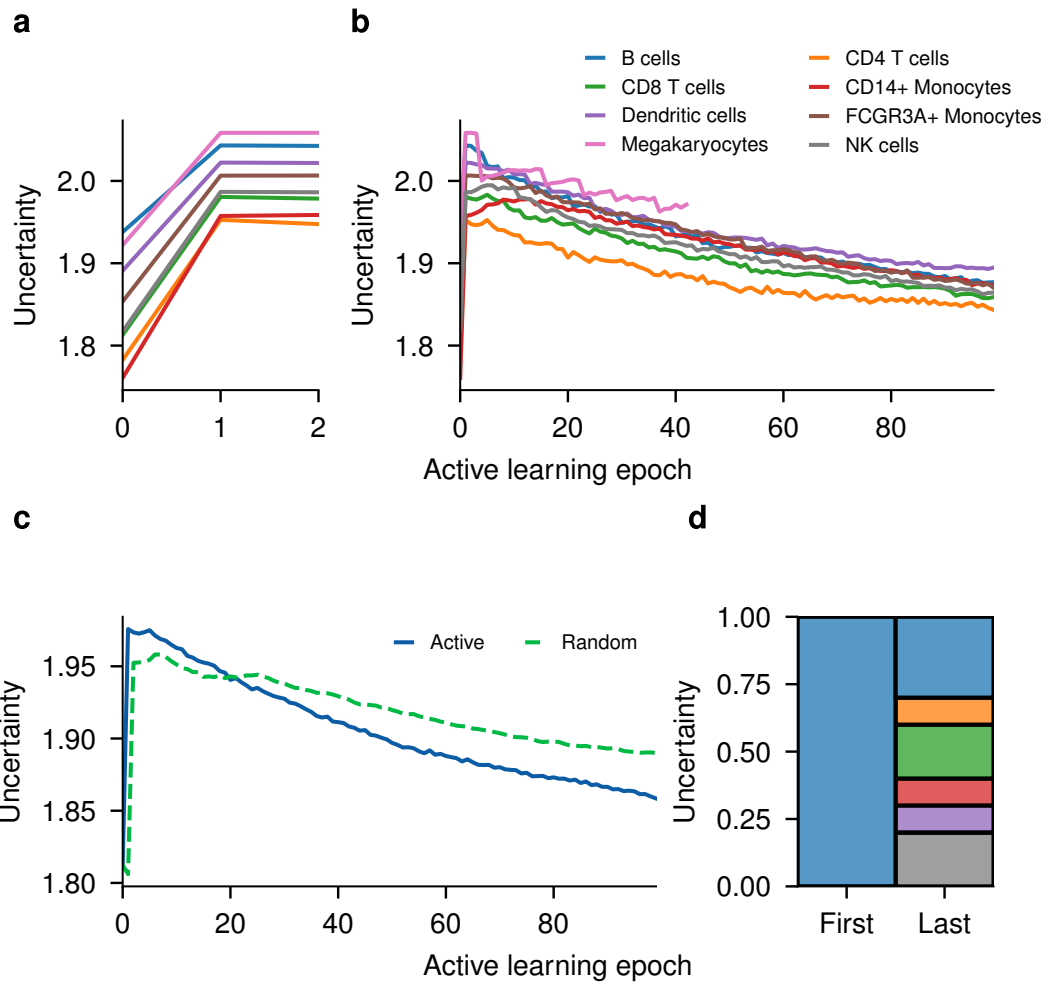 a
b
B cells
CD4 T cells
CD8 T cells
CD14+ Monocytes
Dendritic cells
FCGR3A+ Monocytes
Megakaryocytes
NK cells
Uncertainty
2.0
1.9
1.8
0 1 2
Uncertainty
2.0
1.9
1.8
0 20 40 60 80
Active learning epoch
c
d
Active
Random
Uncertainty
1.95
1.90
1.85
1.80
0 20 40 60 80
Active learning epoch
Uncertainty
1.00
0.75
0.50
0.25
0.00
First Last